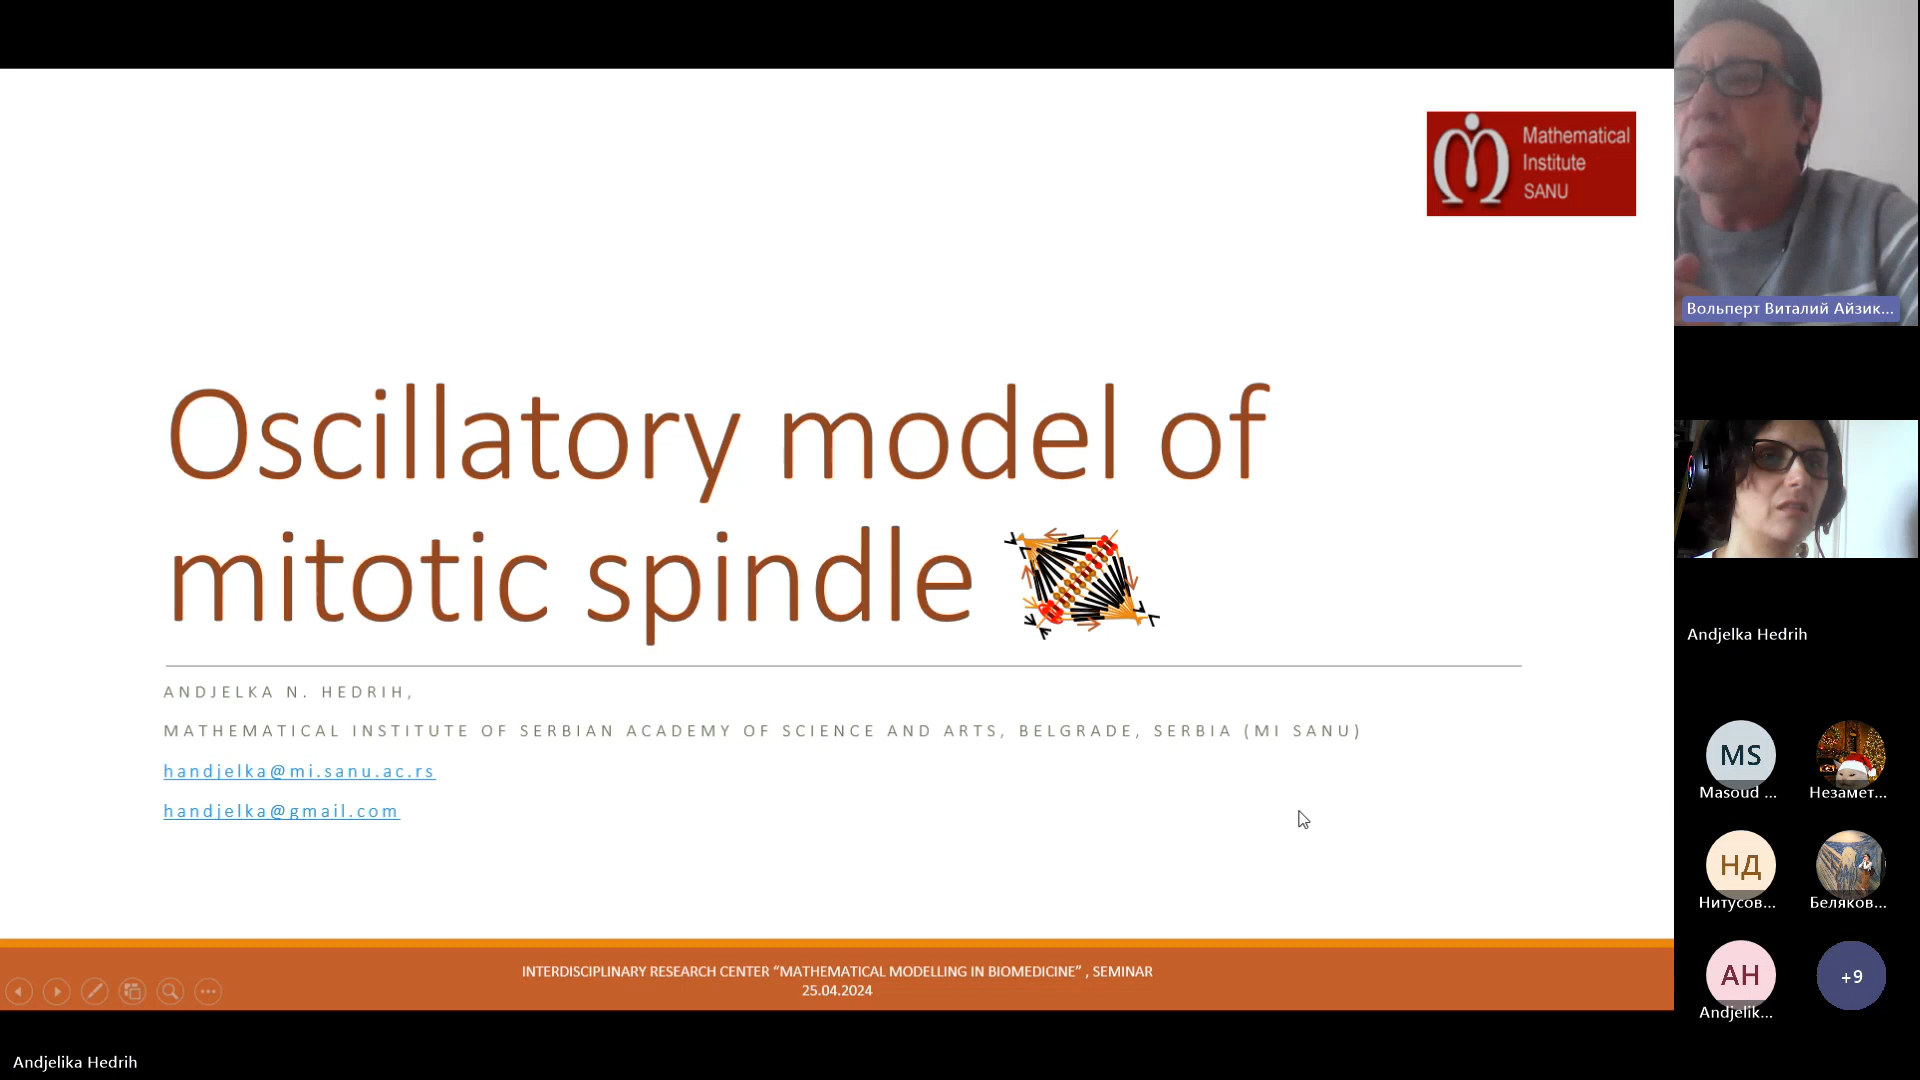 Mathematical
Institute
SANU
Oscillatory model of
mitotic spindle
ANDJELKA N. HEDRIH,
MATHEMATICAL INSTITUTE OF SERBIAN ACADEMY OF SCIENCE AND ARTS, BELGRADE, SERBIA (MI SANU)
handjelka@mi.sanu.ac.rs
handjelka@gmail.com
INTERDISCIPLINARY RESEARCH CENTER “MATHEMATICAL MODELLING IN BIOMEDICINE” , SEMINAR
25.04.2024
Andjelika Hedrih
Вольперт Виталий Айзик...
Andjelka Hedrih
MS
Masoud ...
Незамет...
НД
Нитусов...
Беляков...
AH
Andjelik...
+9